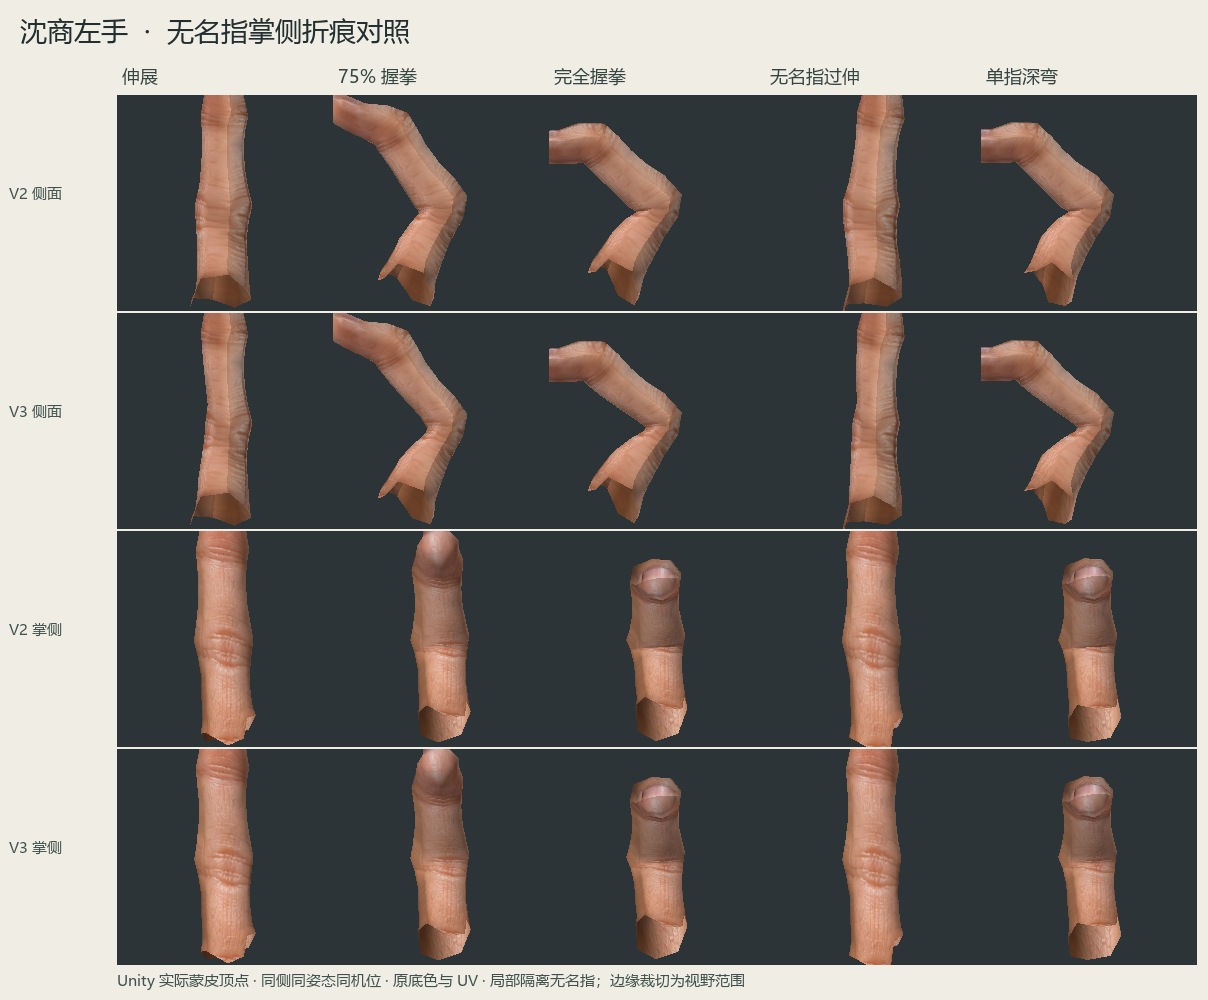 沈商左手 · 无名指掌侧折痕对照
伸展 75% 握拳 完全握拳 无名指过伸 单指深弯
V2 侧面
V3 侧面
V2 掌侧
V3 掌侧
Unity 实际蒙皮顶点 · 同侧同姿态同机位 · 原底色与 UV · 局部隔离无名指；边缘裁切为视野范围